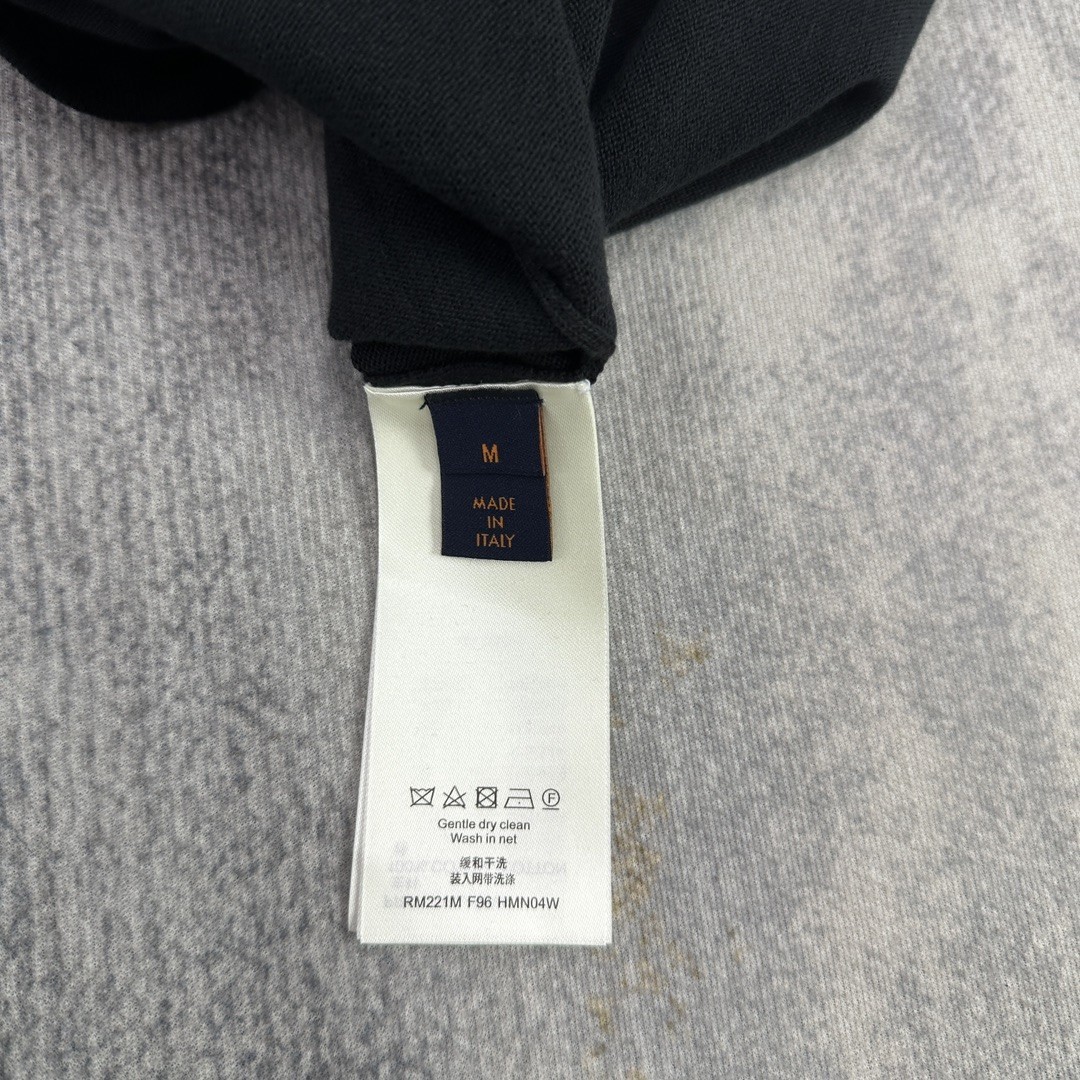 M
MADE
IN
ITALY
Gentle dry clean
Wash in net
缓和干洗
装入网带洗涤
RM221M F96 HMN04W